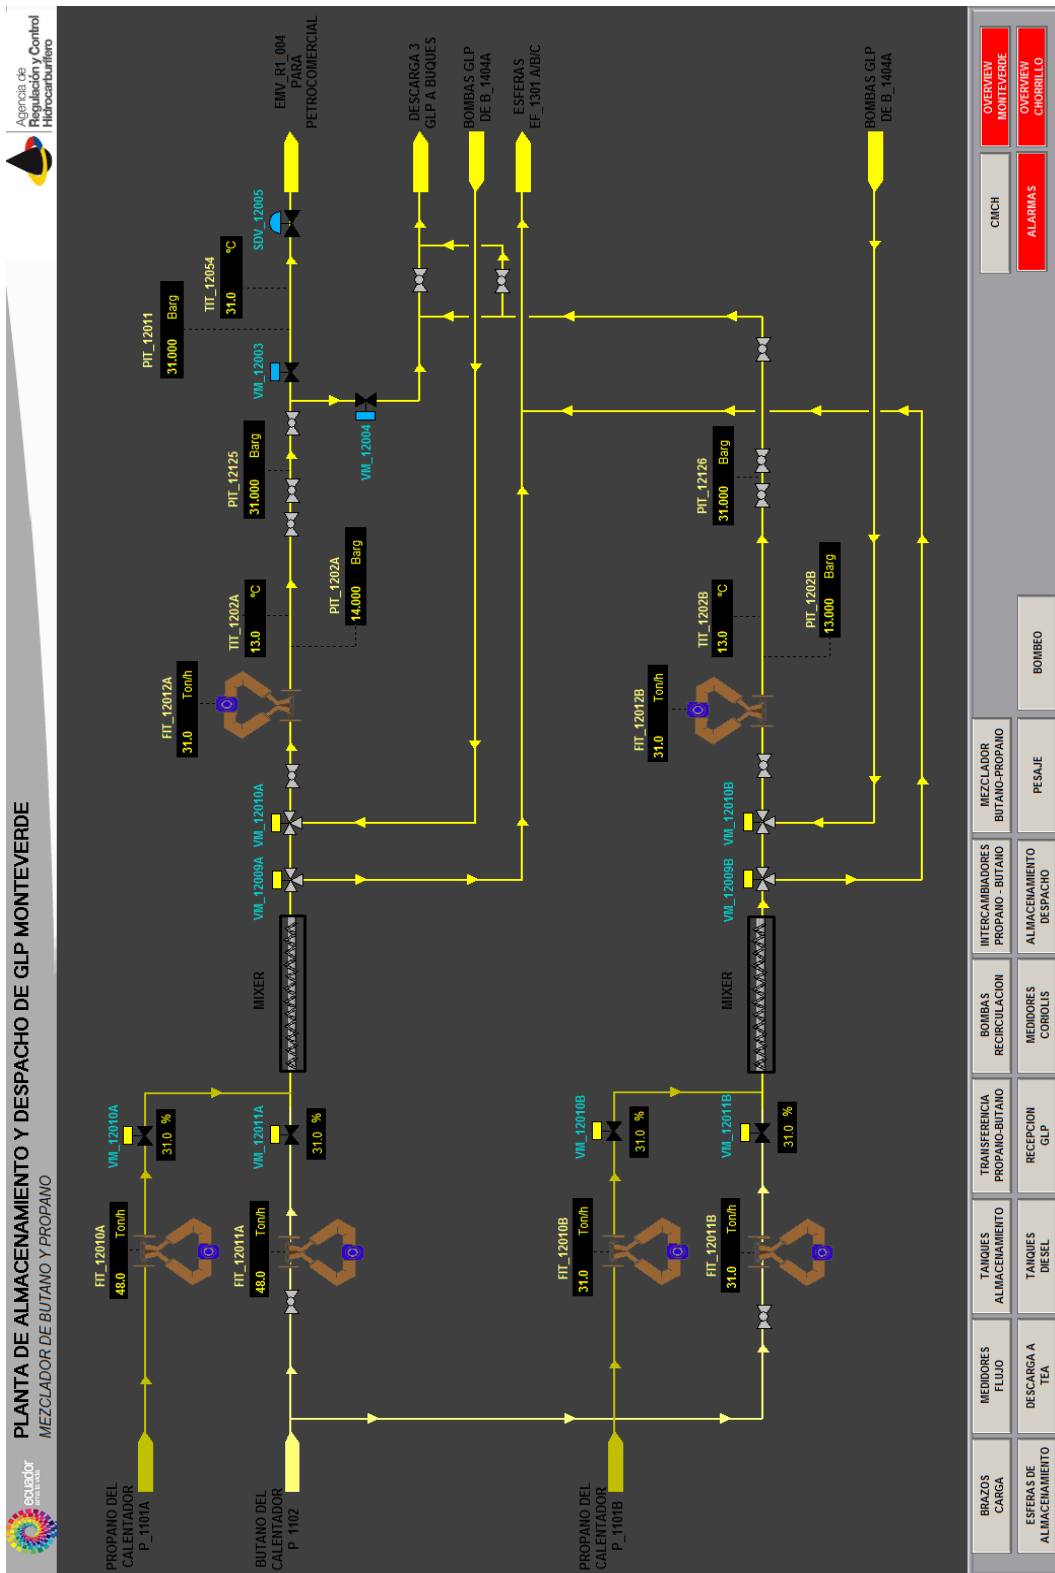 ecuador
ama la vida
PLANTA DE ALMACENAMIENTO Y DESPACHO DE GLP MONTEVERDE
MEZCLADOR DE BUTANO Y PROPANO
Agencia de
Regulación y Control
Hidrocarburífero
PROPANO DEL
CALENTADOR
P_1101A
FIT_12010A
48.0 Ton/h
VM_12010A
31.0 %
BUTANO DEL
CALENTADOR
P_1102
FIT_12011A
48.0 Ton/h
VM_12011A
31.0 %
MIXER
VM_12009A
VM_12010A
FIT_12012A
31.0 Ton/h
TIT_1202A
13.0 ºC
PIT_1202A
14.000 Barg
PIT_12125
31.000 Barg
VM_12003
VM_12004
PIT_12011
31.000 Barg
TIT_12054
31.0 ºC
SDV_12005
EMV_R1_004
PARA
PETROCOMERCIAL
DESCARGA 3
GLP A BUQUES
BOMBAS GLP
DE B_1404A
ESFERAS
EF_1301 A/B/C
PROPANO DEL
CALENTADOR
P_1101B
FIT_12010B
31.0 Ton/h
VM_12010B
31.0 %
FIT_12011B
31.0 Ton/h
VM_12011B
31.0 %
MIXER
VM_12009B
VM_12010B
FIT_12012B
31.0 Ton/h
TIT_1202B
13.0 ºC
PIT_1202B
13.000 Barg
PIT_12126
31.000 Barg
BOMBAS GLP
DE B_1404A
BRAZOS
CARGA
MEDIDORES
FLUJO
TANQUES
ALMACENAMIENTO
TRANSFERENCIA
PROPANO-BUTANO
BOMBAS
RECIRCULACION
INTERCAMBIADORES
PROPANO - BUTANO
MEZCLADOR
BUTANO-PROPANO
CMCH
OVERVIEW
MONTEVERDE
ESFERAS DE
ALMACENAMIENTO
DESCARGA A
TEA
TANQUES
DIESEL
RECEPCION
GLP
MEDIDORES
CORIOLIS
ALMACENAMIENTO
DESPACHO
PESAJE
BOMBEO
ALARMAS
OVERVIEW
CHORRILLO